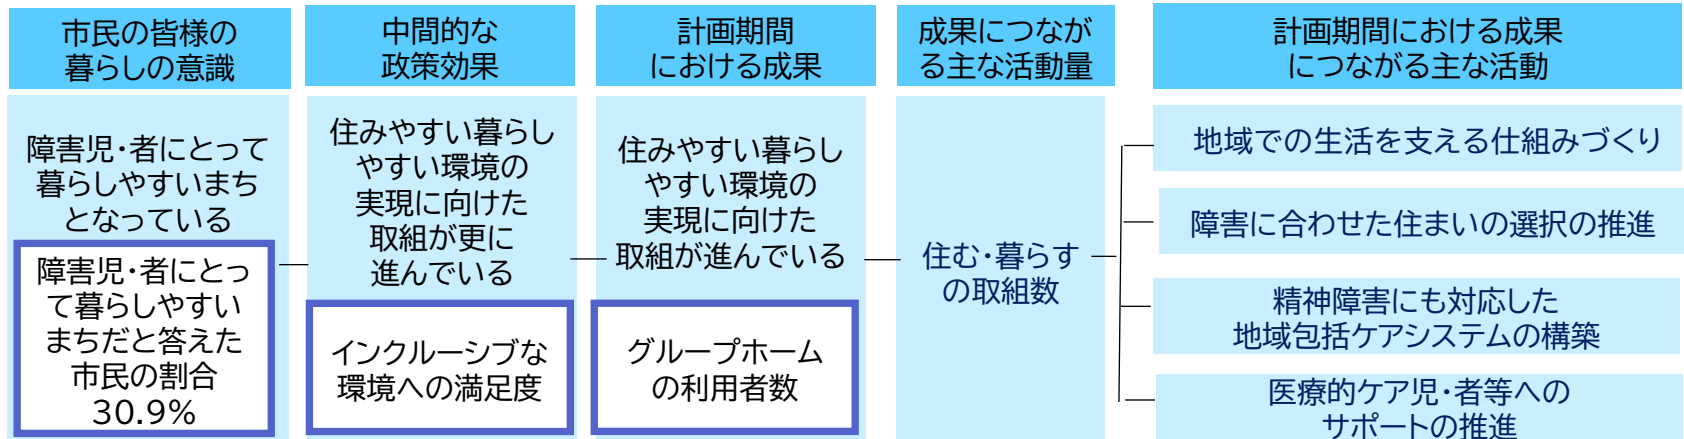 市民の皆様の
暮らしの意識
中間的な
政策効果
計画期間
における成果
成果につなが
る主な活動量
計画期間における成果
につながる主な活動
障害児・者にとって
暮らしやすいまち
となっている
障害児・者にとっ
て暮らしやすい
まちだと答えた
市民の割合
30.9%
住みやすい暮らし
やすい環境の
実現に向けた
取組が更に
進んでいる
インクルーシブな
環境への満足度
住みやすい暮らし
やすい環境の
実現に向けた
取組が進んでいる
グループホーム
の利用者数
住む・暮らす
の取組数
地域での生活を支える仕組みづくり
障害に合わせた住まいの選択の推進
精神障害にも対応した
地域包括ケアシステムの構築
医療的ケア児・者等への
サポートの推進